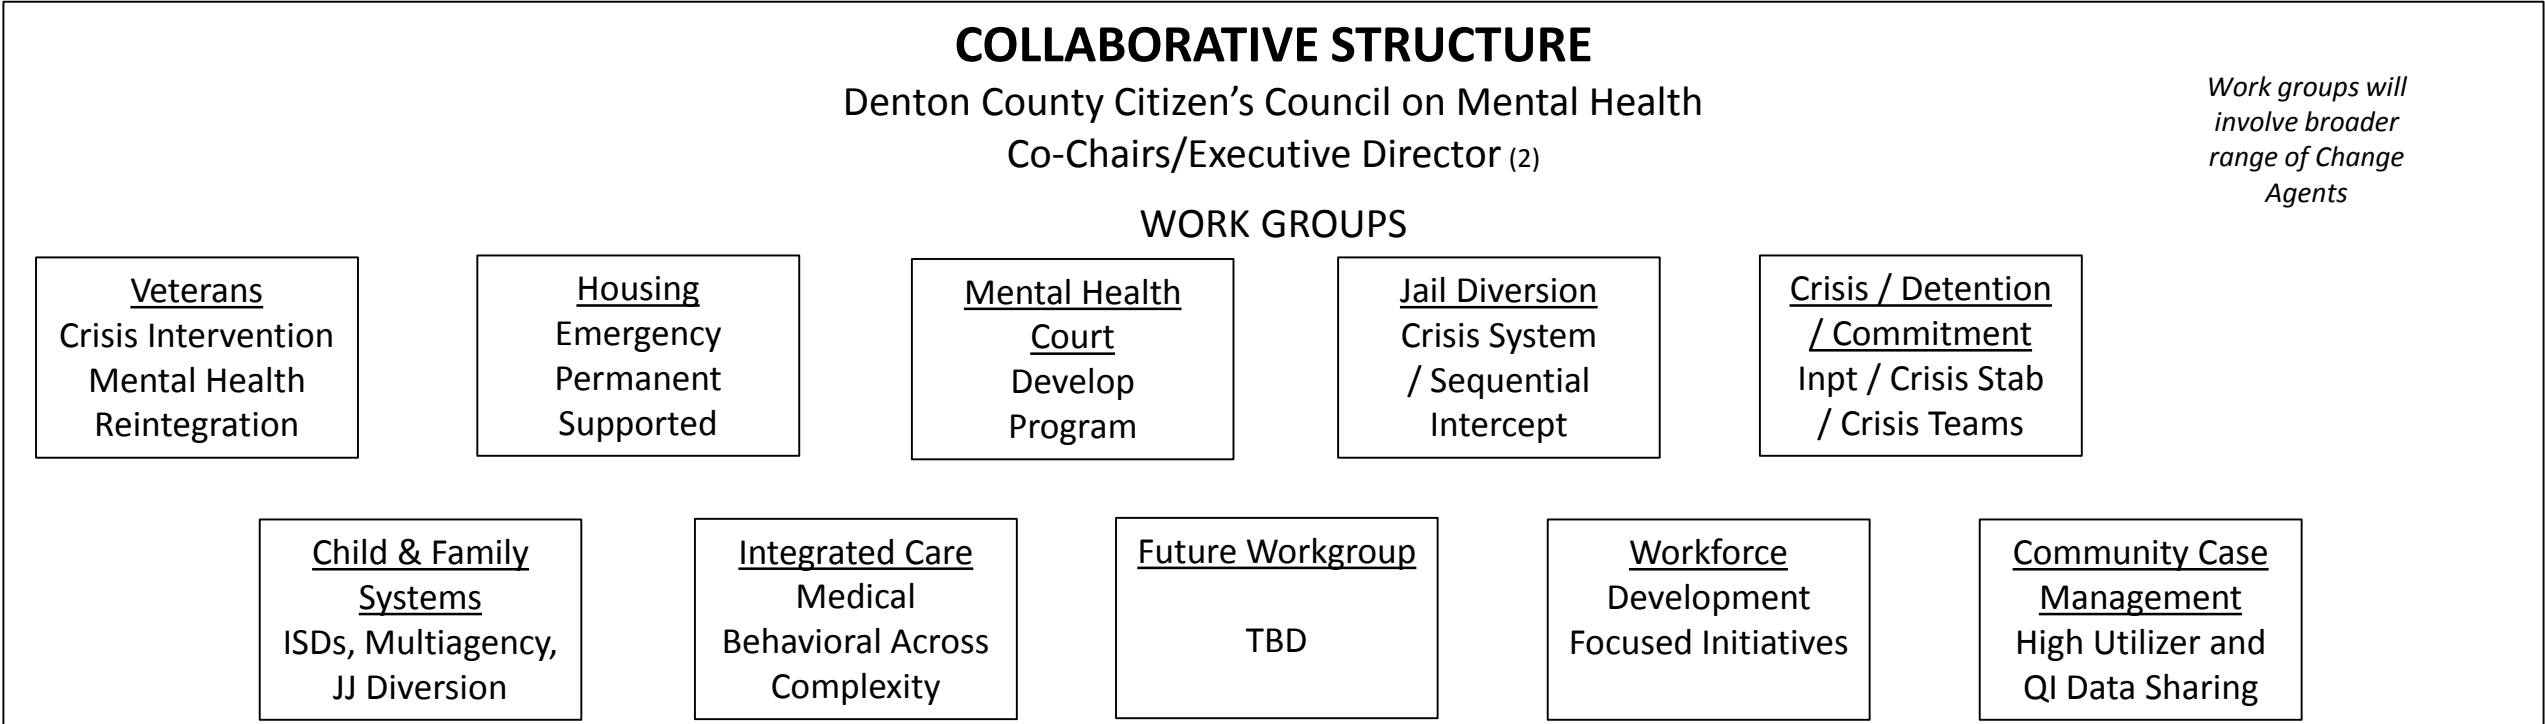 COLLABORATIVE STRUCTURE
Denton County Citizen’s Council on Mental Health
Co-Chairs/Executive Director (2)
Work groups will
involve broader
range of Change
Agents
WORK GROUPS
Veterans
Crisis Intervention
Mental Health
Reintegration
Housing
Emergency
Permanent
Supported
Mental Health
Court
Develop
Program
Jail Diversion
Crisis System
/ Sequential
Intercept
Crisis / Detention
/ Commitment
Inpt / Crisis Stab
/ Crisis Teams
Child & Family
Systems
ISDs, Multiagency,
JJ Diversion
Integrated Care
Medical
Behavioral Across
Complexity
Future Workgroup
TBD
Workforce
Development
Focused Initiatives
Community Case
Management
High Utilizer and
QI Data Sharing